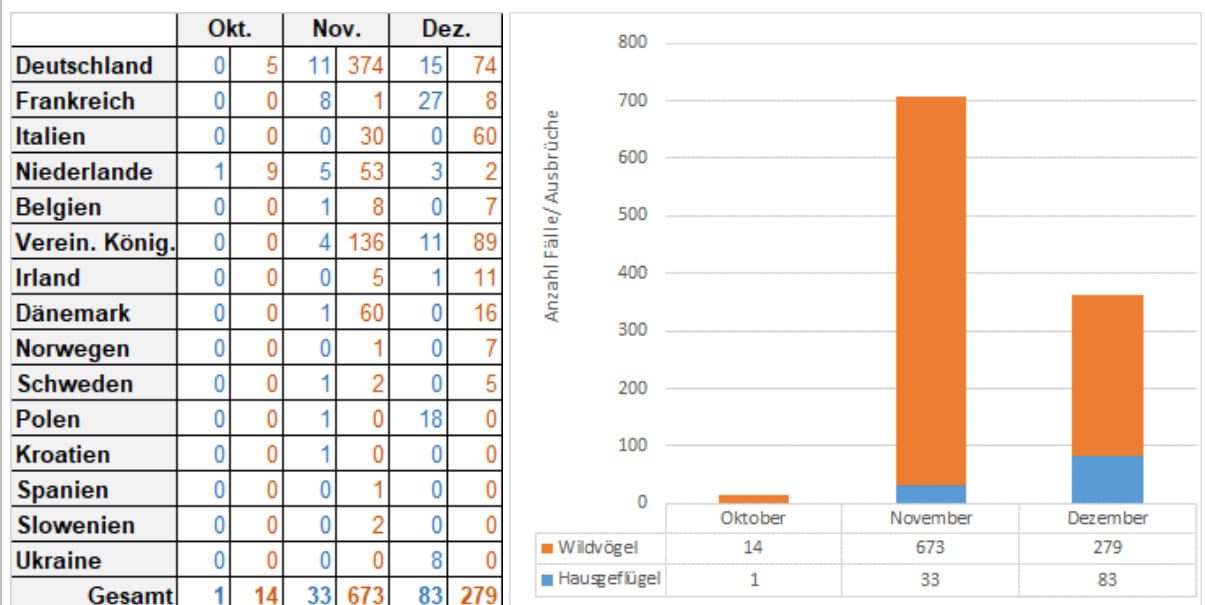 Okt. Nov. Dez.
Deutschland 0 5 11 374 15 74
Frankreich 0 0 8 1 27 8
Italien 0 0 0 30 0 60
Niederlande 1 9 5 53 3 2
Belgien 0 0 1 8 0 7
Verein. König. 0 0 4 136 11 89
Irland 0 0 0 5 1 11
Dänemark 0 0 1 60 0 16
Norwegen 0 0 0 1 0 7
Schweden 0 0 1 2 0 5
Polen 0 0 1 0 18 0
Kroatien 0 0 1 0 0 0
Spanien 0 0 0 1 0 0
Slowenien 0 0 0 2 0 0
Ukraine 0 0 0 0 8 0
Gesamt 1 14 33 673 83 279
Anzahl Fälle/ Ausbrüche
800
700
600
500
400
300
200
100
0
Oktober November Dezember
Wildvögel 14 673 279
Hausgeflügel 1 33 83